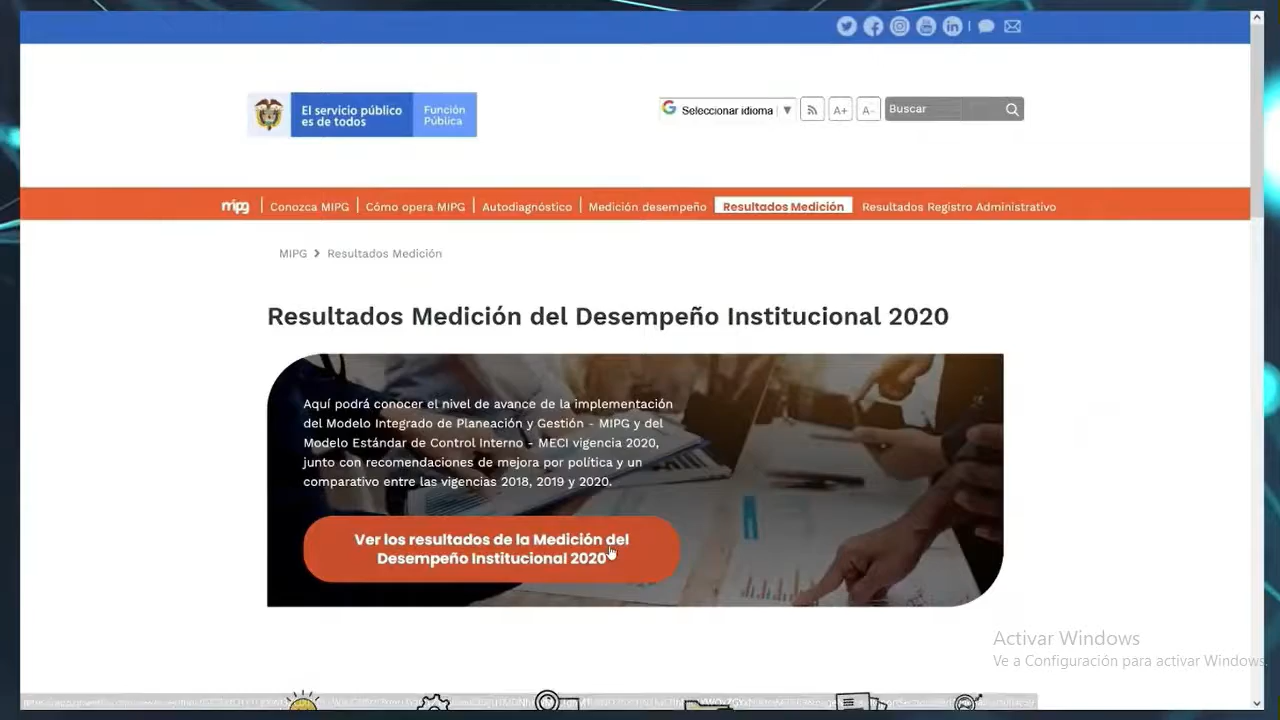 El servicio público
es de todos
Función
Pública
Seleccionar idioma ▼
A+
A-
Buscar
mipg
Conozca MIPG
Cómo opera MIPG
Autodiagnóstico
Medición desempeño
Resultados Medición
Resultados Registro Administrativo
MIPG > Resultados Medición
Resultados Medición del Desempeño Institucional 2020
Aquí podrá conocer el nivel de avance de la implementación
del Modelo Integrado de Planeación y Gestión - MIPG y del
Modelo Estándar de Control Interno - MECI vigencia 2020,
junto con recomendaciones de mejora por política y un
comparativo entre las vigencias 2018, 2019 y 2020.
Ver los resultados de la Medición del
Desempeño Institucional 2020
Activar Windows
Ve a Configuración para activar Windows.